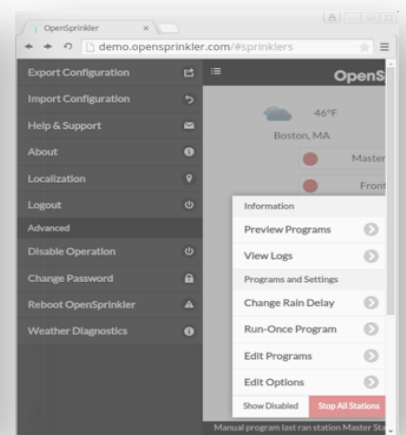 OpenSprinkler
demo.opensprinkler.com/#sprinklers
Export Configuration
Import Configuration
Help & Support
About
Localization
Logout
Advanced
Disable Operation
Change Password
Reboot OpenSprinkler
Weather Diagnostics
OpenS
46°F
Boston, MA
Master
Front
Information
Preview Programs
View Logs
Programs and Settings
Change Rain Delay
Run-Once Program
Edit Programs
Edit Options
Show Disabled
Stop All Stations
Manual program last ran station Master Sta